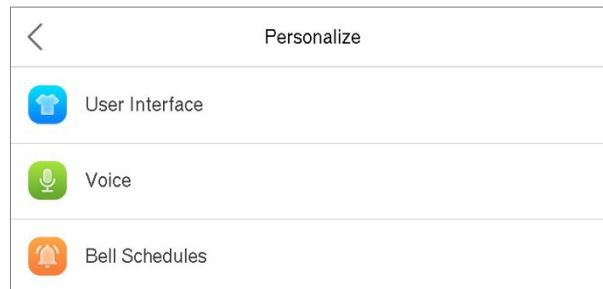 Personalize
User Interface
Voice
Bell Schedules